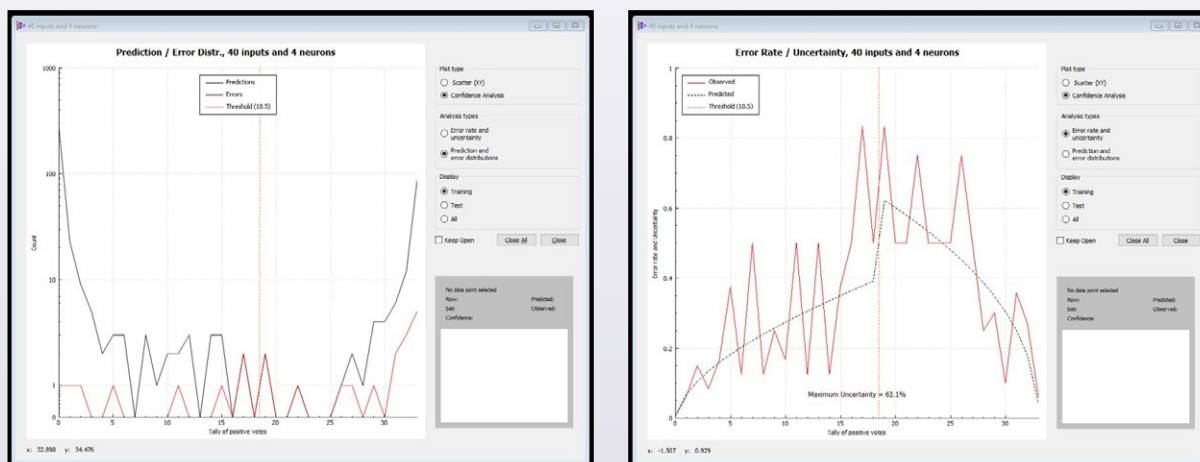 40 inputs and 4 neurons
Prediction / Error Distr., 40 inputs and 4 neurons
Predictions
Errors
Threshold (18.5)
1000
100
10
1
0
Count
0 5 10 15 20 25 30
Tally of positive votes
x: 32.898 y: 34.476
Plot type
Scatter (XY)
Confidence Analysis
Analysis types
Error rate and
uncertainty
Prediction and
error distributions
Display
Training
Test
All
Keep Open
Close All
Close
No data point selected
Row: Predicted:
Set: Observed:
Confidence:
40 inputs and 4 neurons
Error Rate / Uncertainty, 40 inputs and 4 neurons
Observed
Predicted
Threshold (18.5)
1
0.8
0.6
0.4
0.2
0
Error rate and Uncertainty
Maximum Uncertainty = 62.1%
0 5 10 15 20 25 30
Tally of positive votes
x: -1.507 y: 0.929
Plot type
Scatter (XY)
Confidence Analysis
Analysis types
Error rate and
uncertainty
Prediction and
error distributions
Display
Training
Test
All
Keep Open
Close All
Close
No data point selected
Row: Predicted:
Set: Observed:
Confidence: